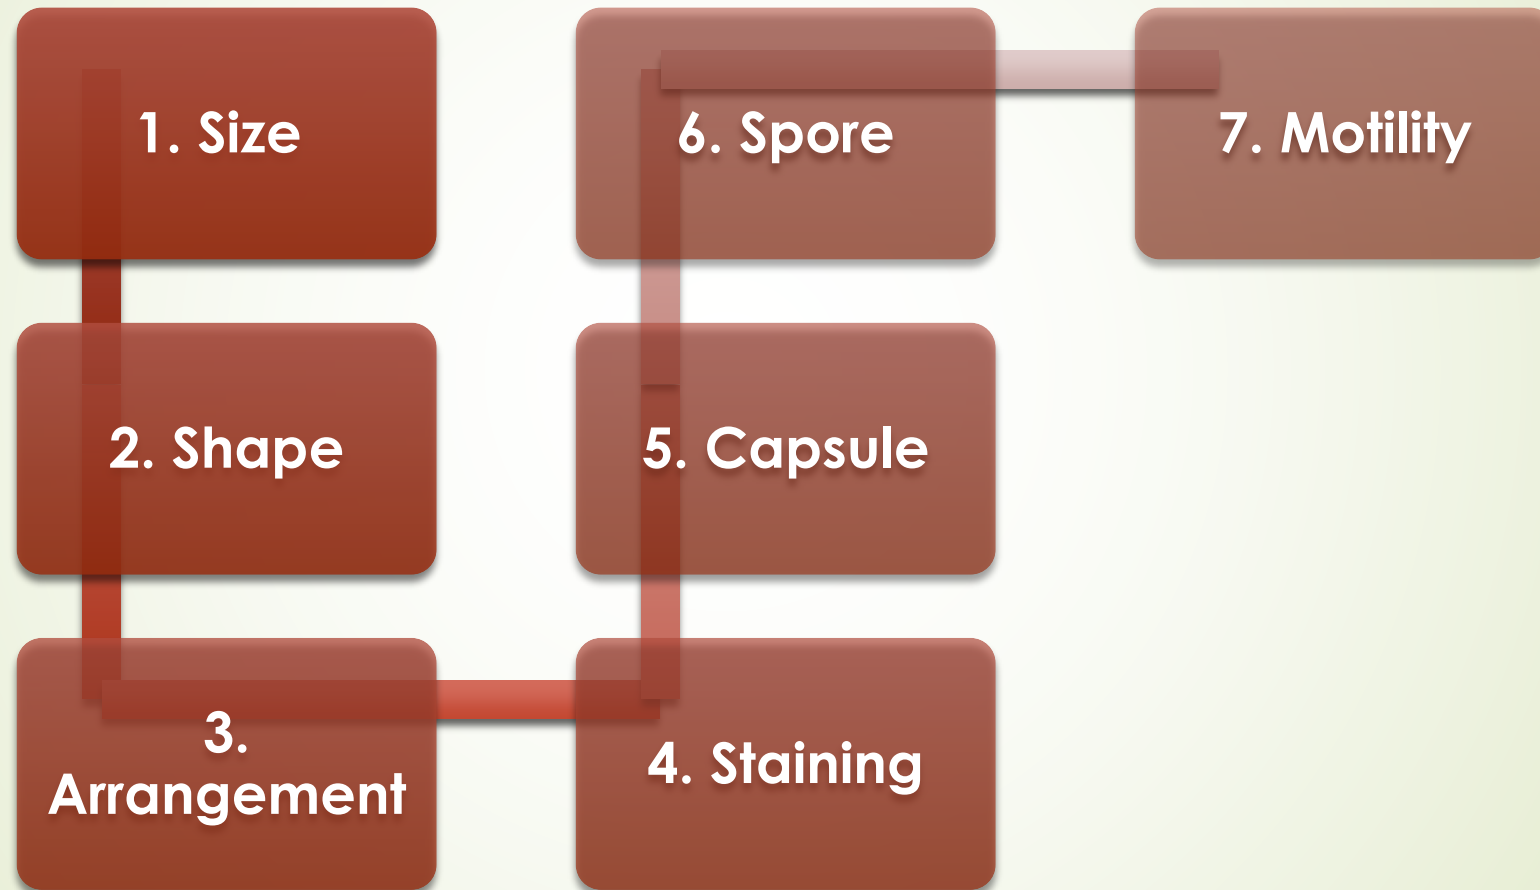 1. Size
2. Shape
3.
Arrangement
4. Staining
5. Capsule
6. Spore
7. Motility